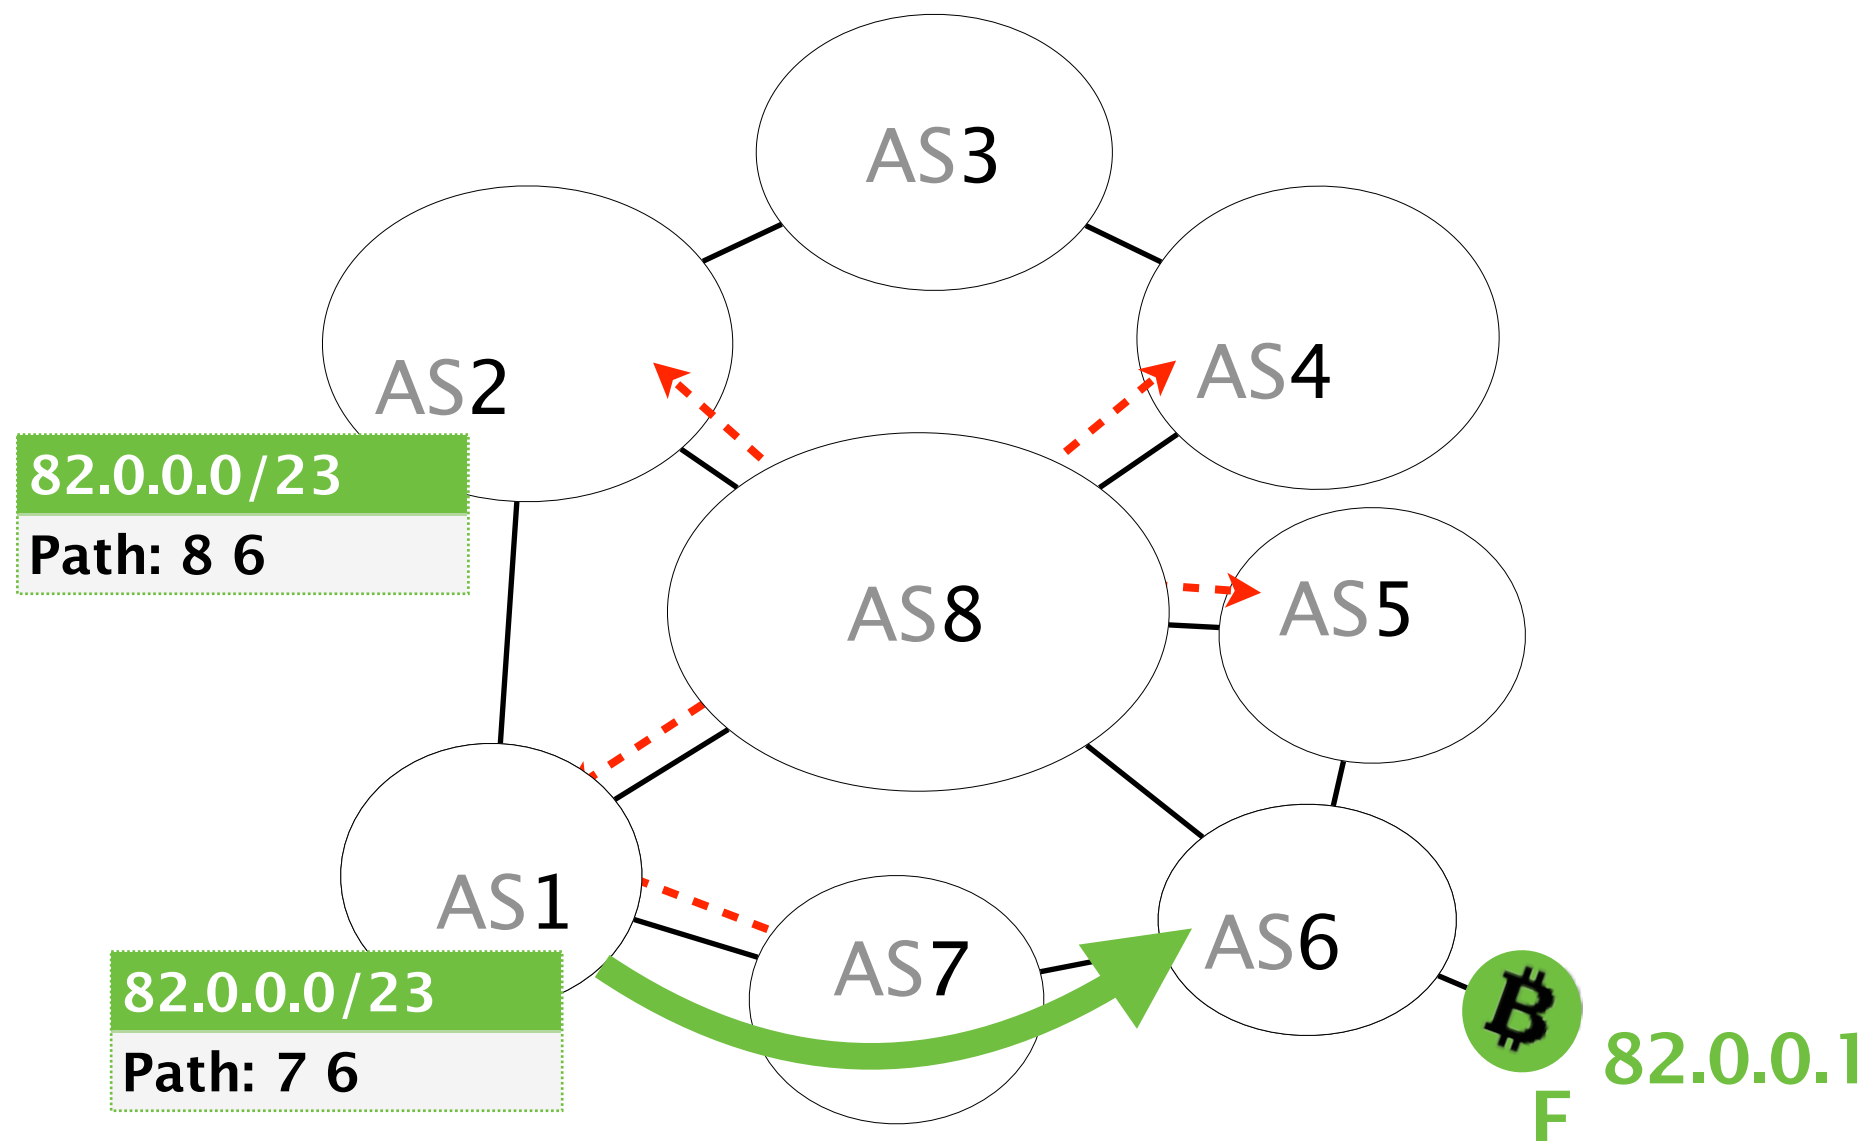 AS3
AS2
AS4
82.0.0.0/23
Path: 8 6
AS8
AS5
AS1
AS7
AS6
82.0.0.0/23
Path: 7 6
82.0.0.1
F